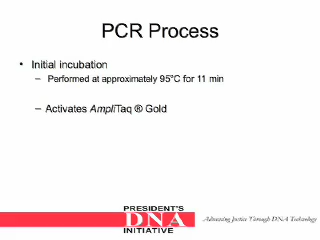 PCR Process
• Initial incubation
– Performed at approximately 95°C for 11 min
– Activates AmpliTaq ® Gold
PRESIDENT'S
DNA
INITIATIVE
Advancing Justice Through DNA Technology